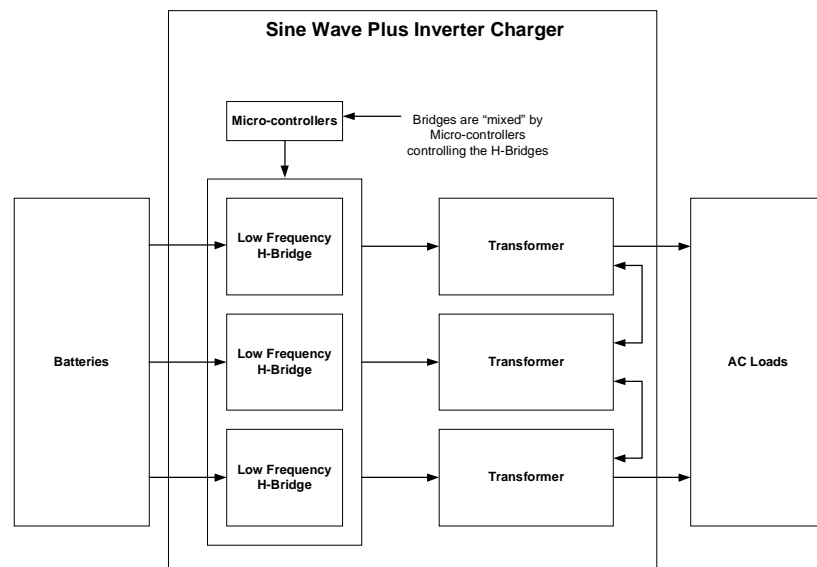 Sine Wave Plus Inverter Charger
Micro-controllers
Bridges are “mixed” by
Micro-controllers
controlling the H-Bridges
Batteries
Low Frequency
H-Bridge
Transformer
Low Frequency
H-Bridge
Transformer
AC Loads
Low Frequency
H-Bridge
Transformer